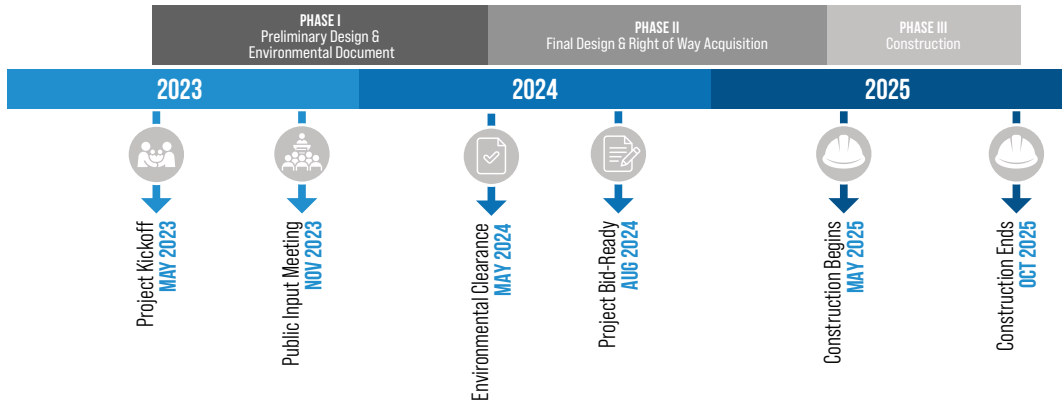 PHASE I
Preliminary Design &
Environmental Document
PHASE II
Final Design & Right of Way Acquisition
PHASE III
Construction
2023
2024
2025
Project Kickoff
MAY 2023
Public Input Meeting
NOV 2023
Environmental Clearance
MAY 2024
Project Bid-Ready
AUG 2024
Construction Begins
MAY 2025
Construction Ends
OCT 2025